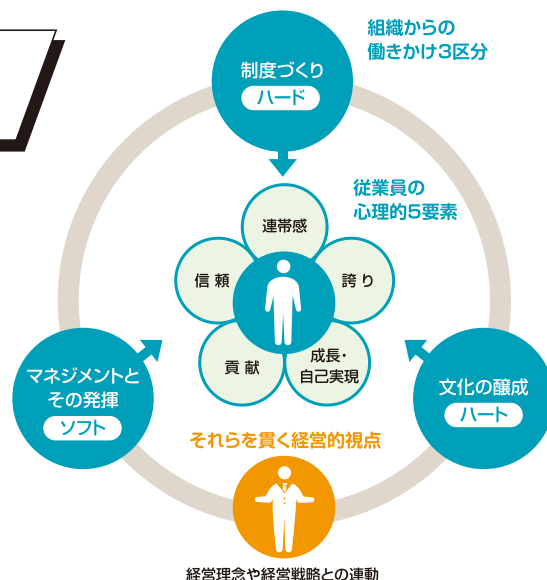 組織からの
働きかけ3区分
制度づくり
ハード
従業員の
心理的5要素
連帯感
信頼
誇り
貢献
成長・
自己実現
マネジメントと
その発揮
ソフト
文化の醸成
ハート
それらを貫く経営的視点
経営理念や経営戦略との連動